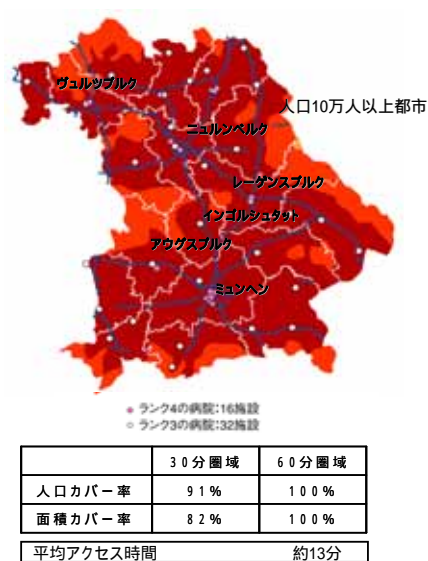 ヴュルツブルク
人口10万人以上都市
ニュルンベルク
レーゲンスブルク
インゴルシュタット
アウグスブルク
ミュンヘン
ランク4の病院:16施設
ランク3の病院:32施設
30分圏域 60分圏域
人口カバー率 91% 100%
面積カバー率 82% 100%
平均アクセス時間 約13分